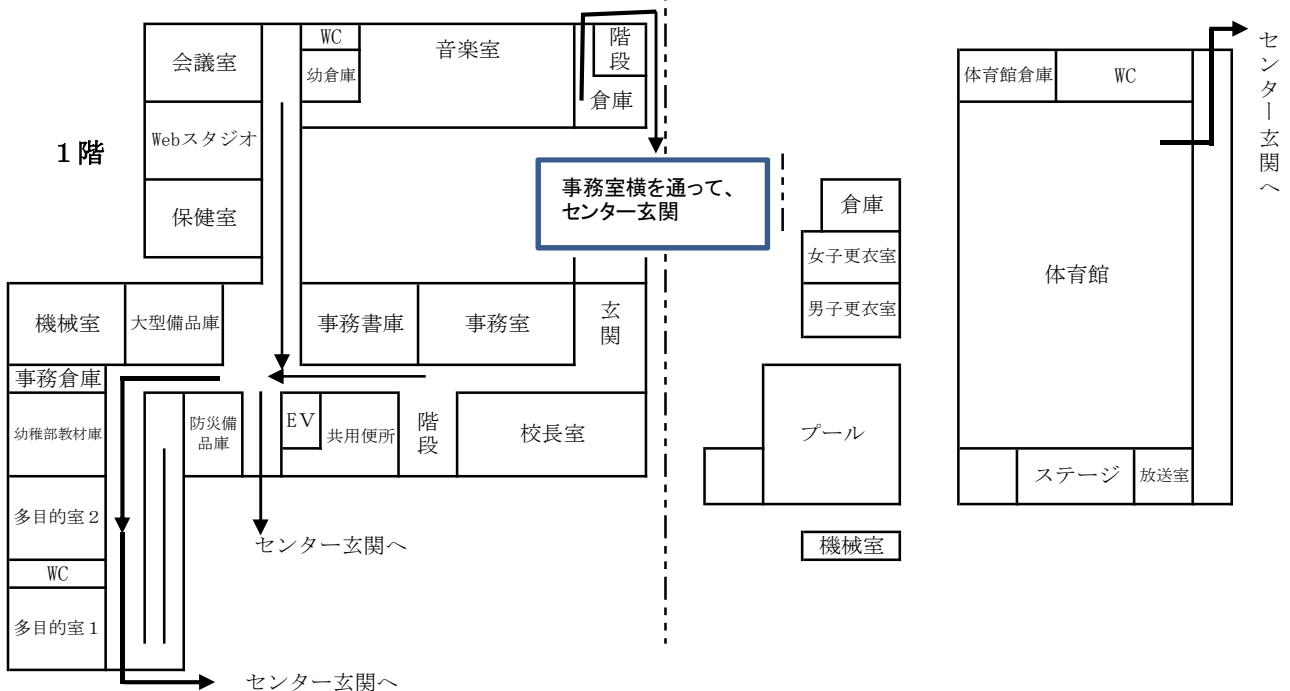 WC
音楽室
階段
会議室
幼倉庫
倉庫
体育館倉庫
WC
センター玄関へ
1階
Webスタジオ
事務室横を通って、
センター玄関
保健室
倉庫
女子更衣室
体育館
機械室
大型備品庫
事務書庫
事務室
玄関
男子更衣室
事務倉庫
幼稚部教材庫
防災備
品庫
EV
共用便所
階段
校長室
プール
ステージ
放送室
多目的室2
センター玄関へ
機械室
WC
多目的室1
センター玄関へ